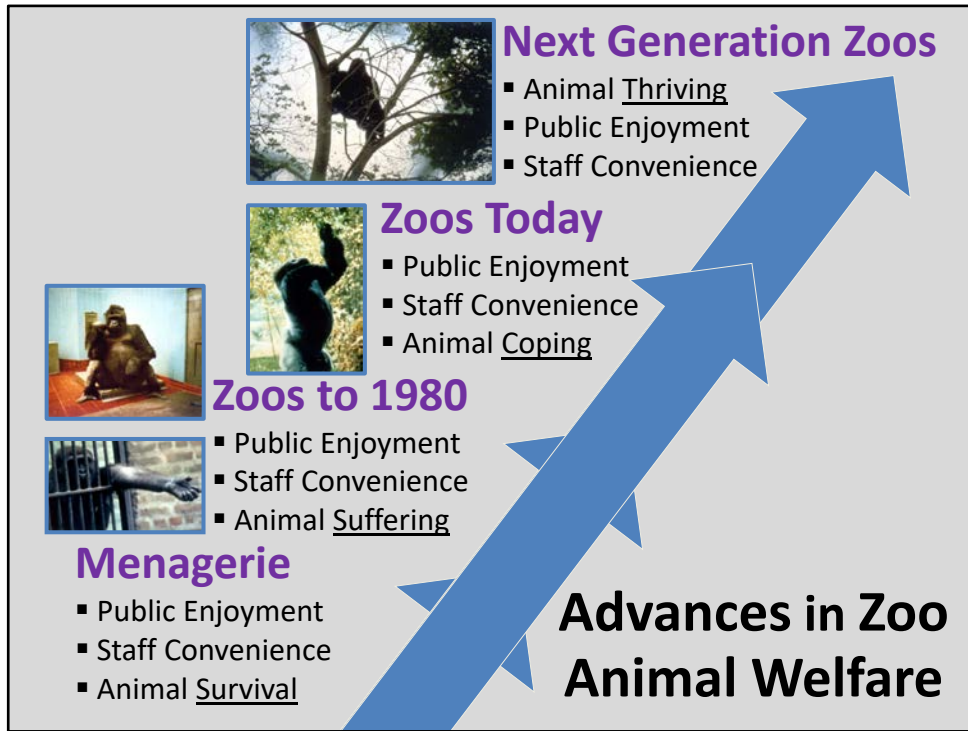 Next Generation Zoos
▪ Animal Thriving
▪ Public Enjoyment
▪ Staff Convenience
Zoos Today
▪ Public Enjoyment
▪ Staff Convenience
▪ Animal Coping
Zoos to 1980
▪ Public Enjoyment
▪ Staff Convenience
▪ Animal Suffering
Menagerie
▪ Public Enjoyment
▪ Staff Convenience
▪ Animal Survival
Advances in Zoo
Animal Welfare